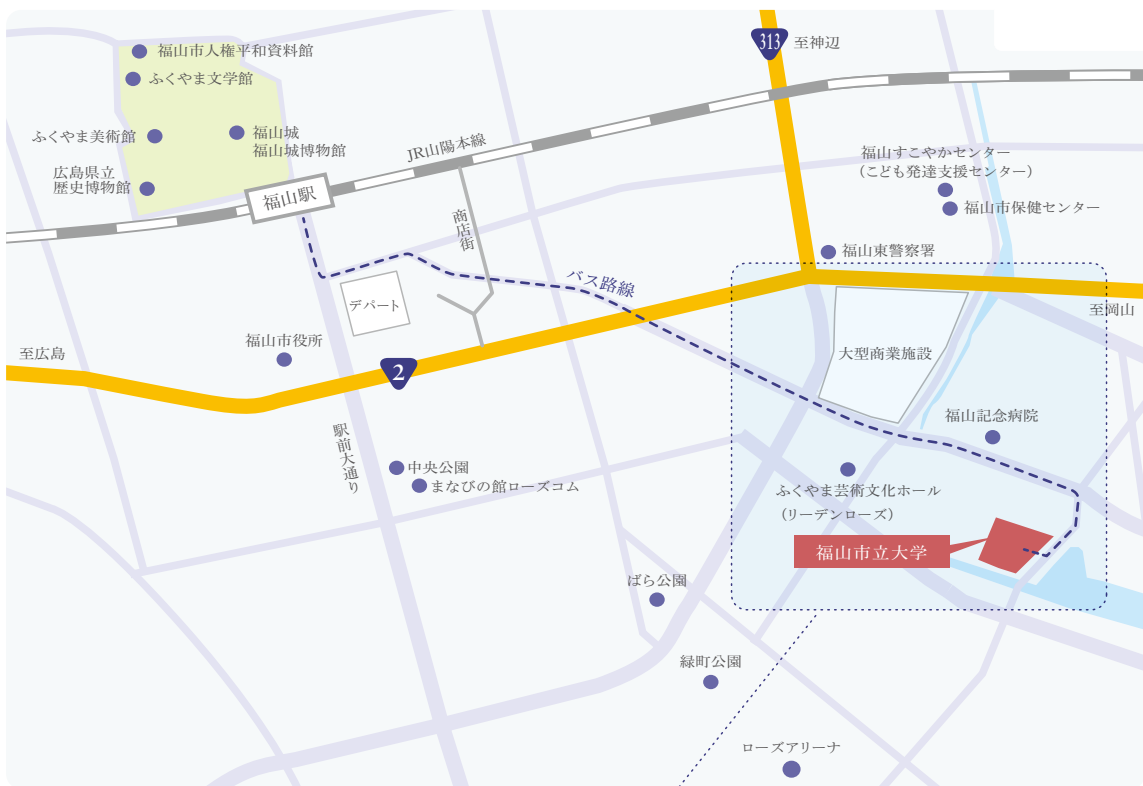 福山市人権平和資料館
ふくやま文学館
ふくやま美術館
福山城
福山城博物館
広島県立
歴史博物館
福山駅
JR山陽本線
商店街
313
至神辺
福山すこやかセンター
(こども発達支援センター)
福山市保健センター
福山東警察署
バス路線
デパート
至岡山
福山市役所
至広島
2
大型商業施設
駅前大通り
福山記念病院
中央公園
まなびの館ローズコム
ふくやま芸術文化ホール
(リーデンローズ)
福山市立大学
ばら公園
緑町公園
ローズアリーナ